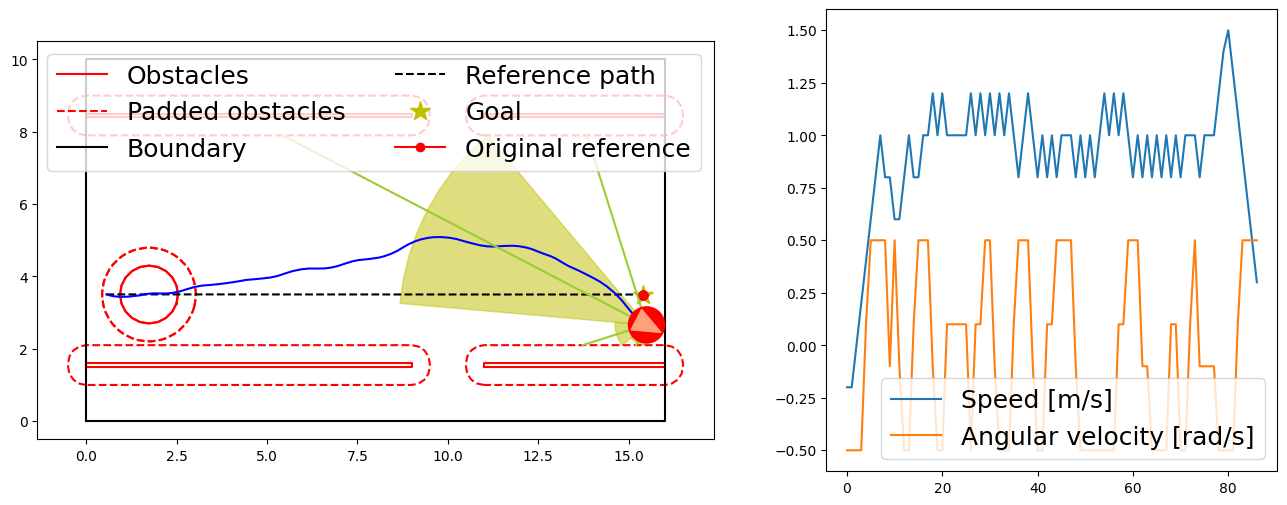 10
8
6
4
2
0
0.0 2.5 5.0 7.5 10.0 12.5 15.0
Obstacles
Padded obstacles
Boundary
Reference path
Goal
Original reference
1.50
1.25
1.00
0.75
0.50
0.25
0.00
−0.25
−0.50
0 20 40 60 80
Speed [m/s]
Angular velocity [rad/s]